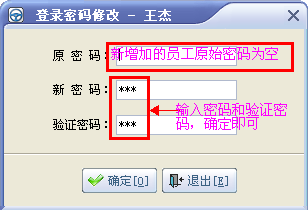 登录密码修改 - 王杰
原 密 码:
新增加的员工原始密码为空
新 密 码:
***
输入密码和验证密
码,确定即可
验证密码:
***
确定[O]
退出[E]